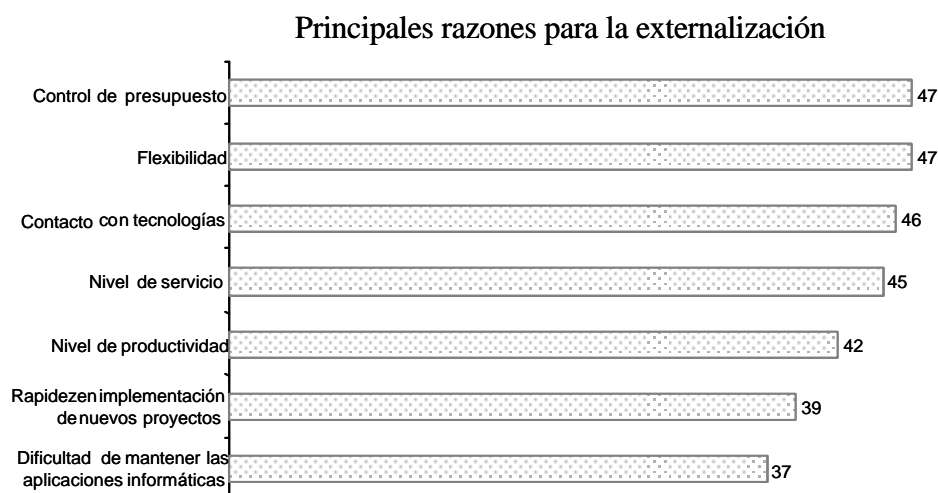 Principales razones para la externalización
Control de presupuesto
47
Flexibilidad
47
Contacto con tecnologías
46
Nivel de servicio
45
Nivel de productividad
42
Rapidez en implementación
de nuevos proyectos
39
Dificultad de mantener las
aplicaciones informáticas
37